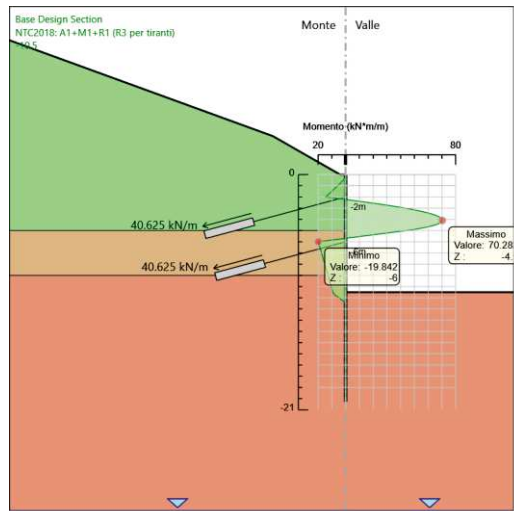 Base Design Section
NTC2018: A1+M1+R1 (R3 per tiranti)
Monte
Valle
Momento (kN*m/m)
20
80
0
-2m
40.625 kN/m
Massimo
Valore: 70.28
Z : -4.
40.625 kN/m
Minimo
Valore: -19.842
Z : -6
-21